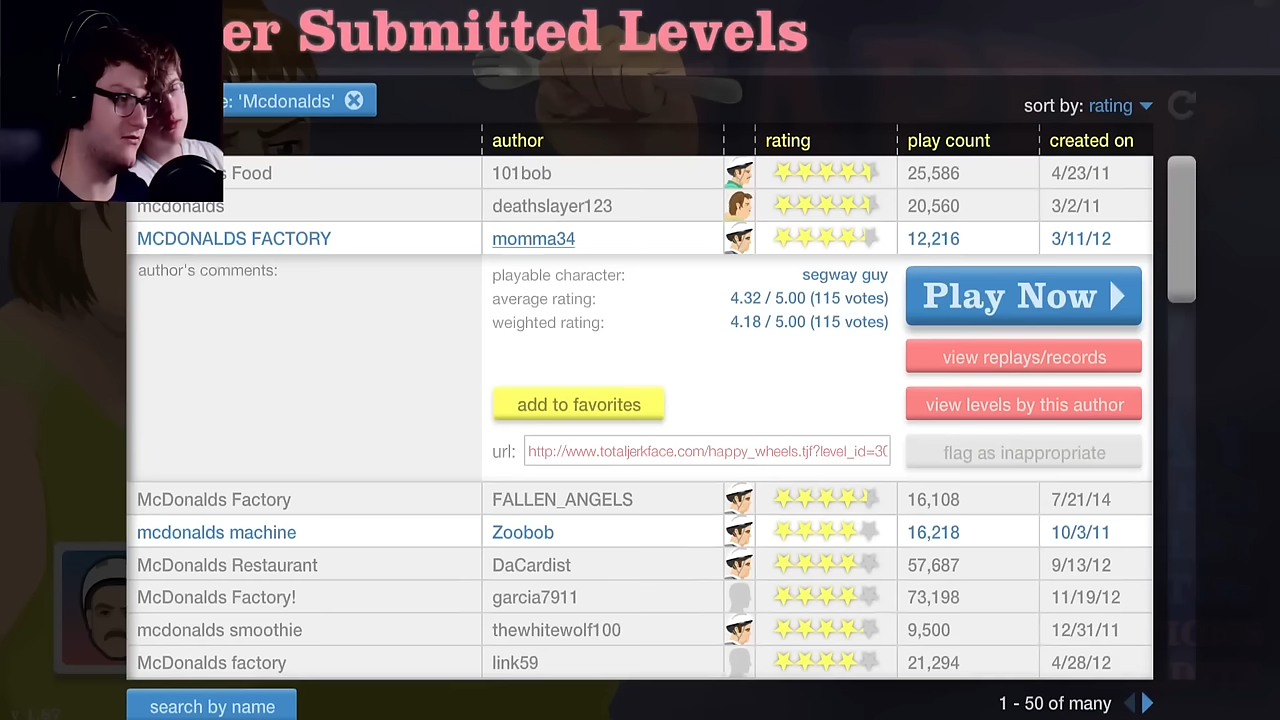 er Submitted Levels
e: 'Mcdonalds'
sort by: rating
author rating play count created on
s Food 101bob 25,586 4/23/11
mcdonalds deathslayer123 20,560 3/2/11
MCDONALDS FACTORY momma34 12,216 3/11/12
author's comments:
playable character: segway guy
average rating: 4.32 / 5.00 (115 votes)
weighted rating: 4.18 / 5.00 (115 votes)
Play Now
view replays/records
add to favorites
view levels by this author
url: http://www.totaljerkface.com/happy_wheels.tjf?level_id=30
flag as inappropriate
McDonalds Factory FALLEN_ANGELS 16,108 7/21/14
mcdonalds machine Zoobob 16,218 10/3/11
McDonalds Restaurant DaCardist 57,687 9/13/12
McDonalds Factory! garcia7911 73,198 11/19/12
mcdonalds smoothie thewhitewolf100 9,500 12/31/11
McDonalds factory link59 21,294 4/28/12
search by name
1 - 50 of many